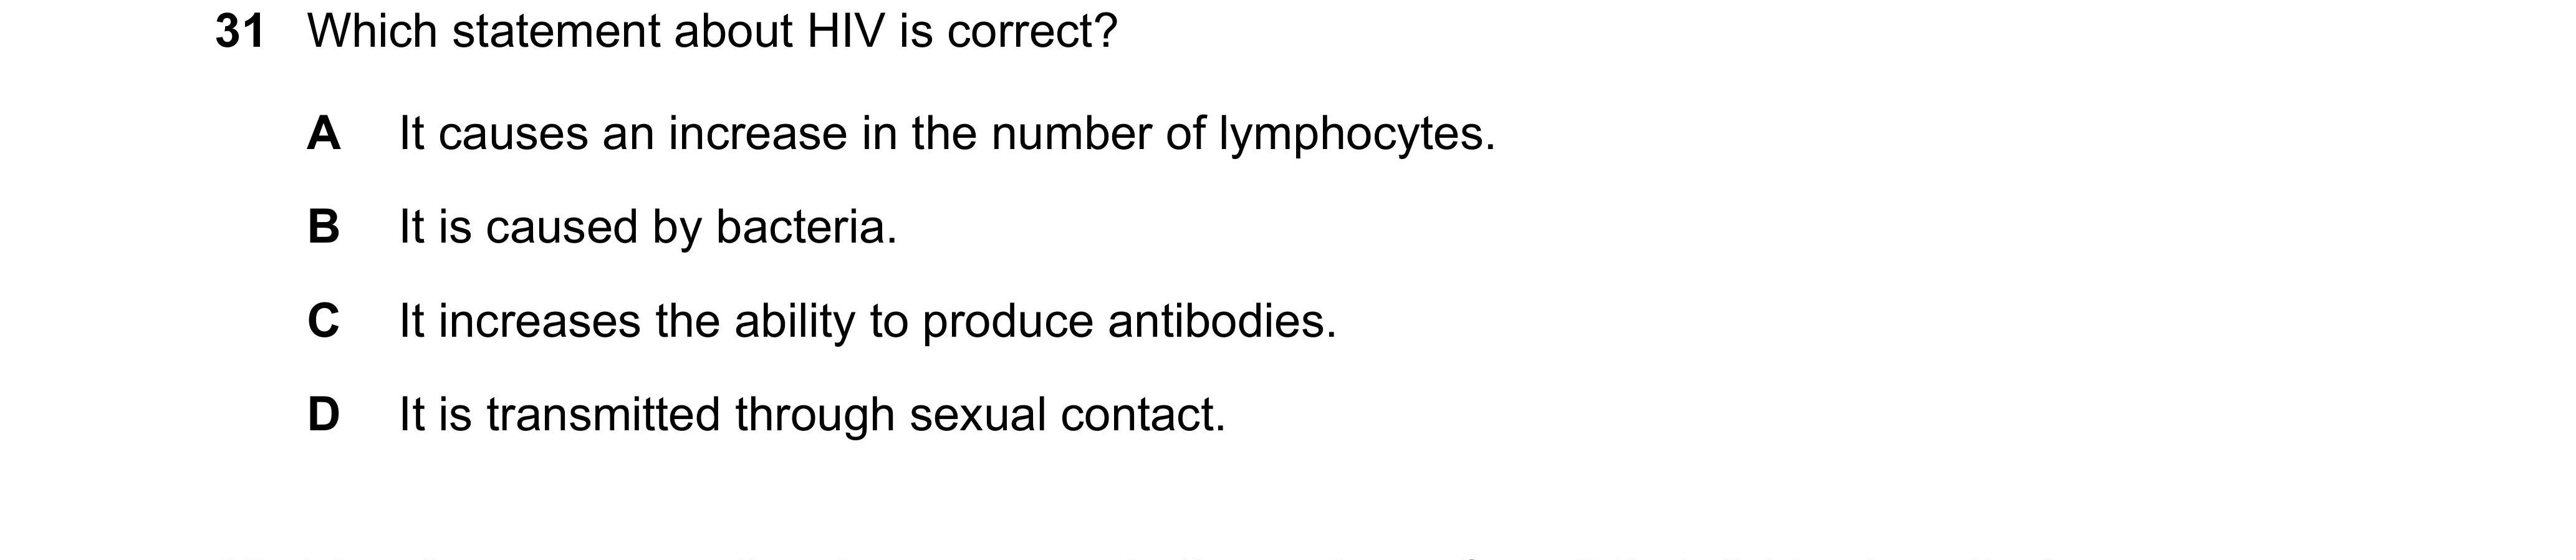 31 Which statement about HIV is correct?
A It causes an increase in the number of lymphocytes.
B It is caused by bacteria.
C It increases the ability to produce antibodies.
D It is transmitted through sexual contact.